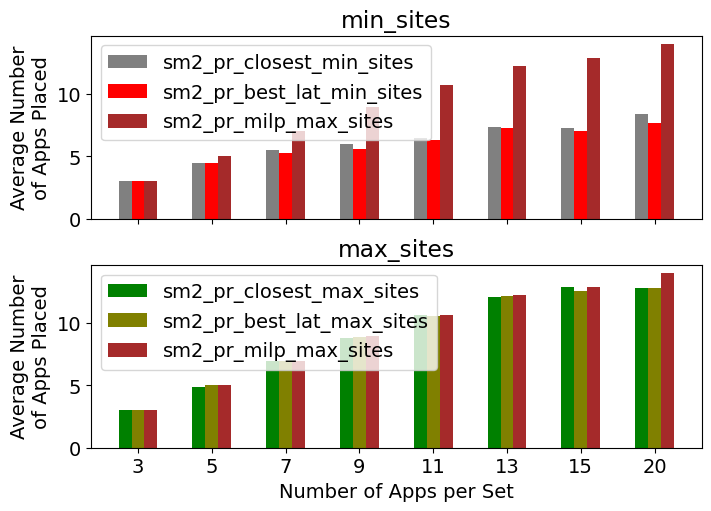 min_sites
Average Number
of Apps Placed
10
5
0
sm2_pr_closest_min_sites
sm2_pr_best_lat_min_sites
sm2_pr_milp_max_sites
max_sites
Average Number
of Apps Placed
10
5
0
sm2_pr_closest_max_sites
sm2_pr_best_lat_max_sites
sm2_pr_milp_max_sites
3 5 7 9 11 13 15 20
Number of Apps per Set